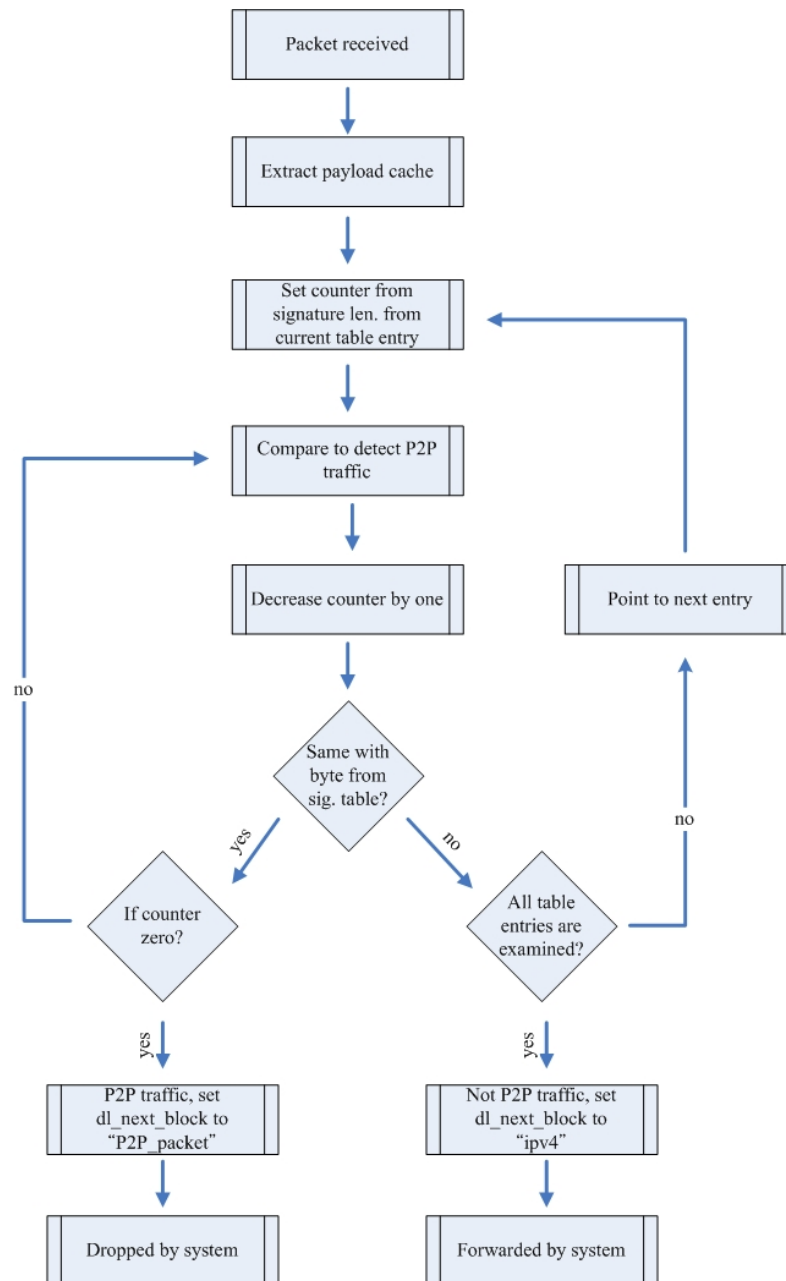 Packet received
Extract payload cache
Set counter from
signature len. from
current table entry
Compare to detect P2P
traffic
Decrease counter by one
Point to next entry
no
Same with
byte from
sig. table?
yes
no
no
If counter
zero?
All table
entries are
examined?
yes
yes
P2P traffic, set
dl_next_block to
“P2P_packet”
Not P2P traffic, set
dl_next_block to
“ipv4”
Dropped by system
Forwarded by system